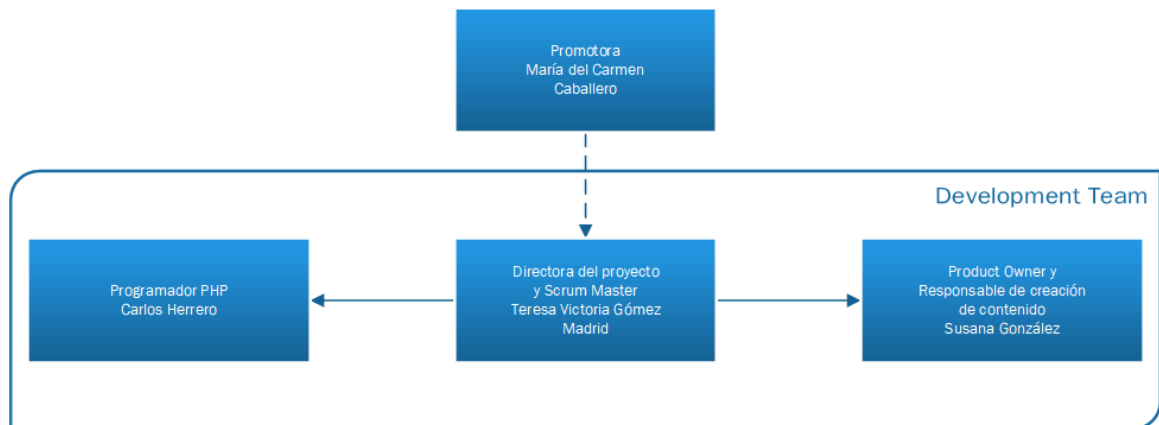 Promotora
María del Carmen
Caballero
Development Team
Programador PHP
Carlos Herrero
Directora del proyecto
y Scrum Master
Teresa Victoria Gómez
Madrid
Product Owner y
Responsable de creación
de contenido
Susana González